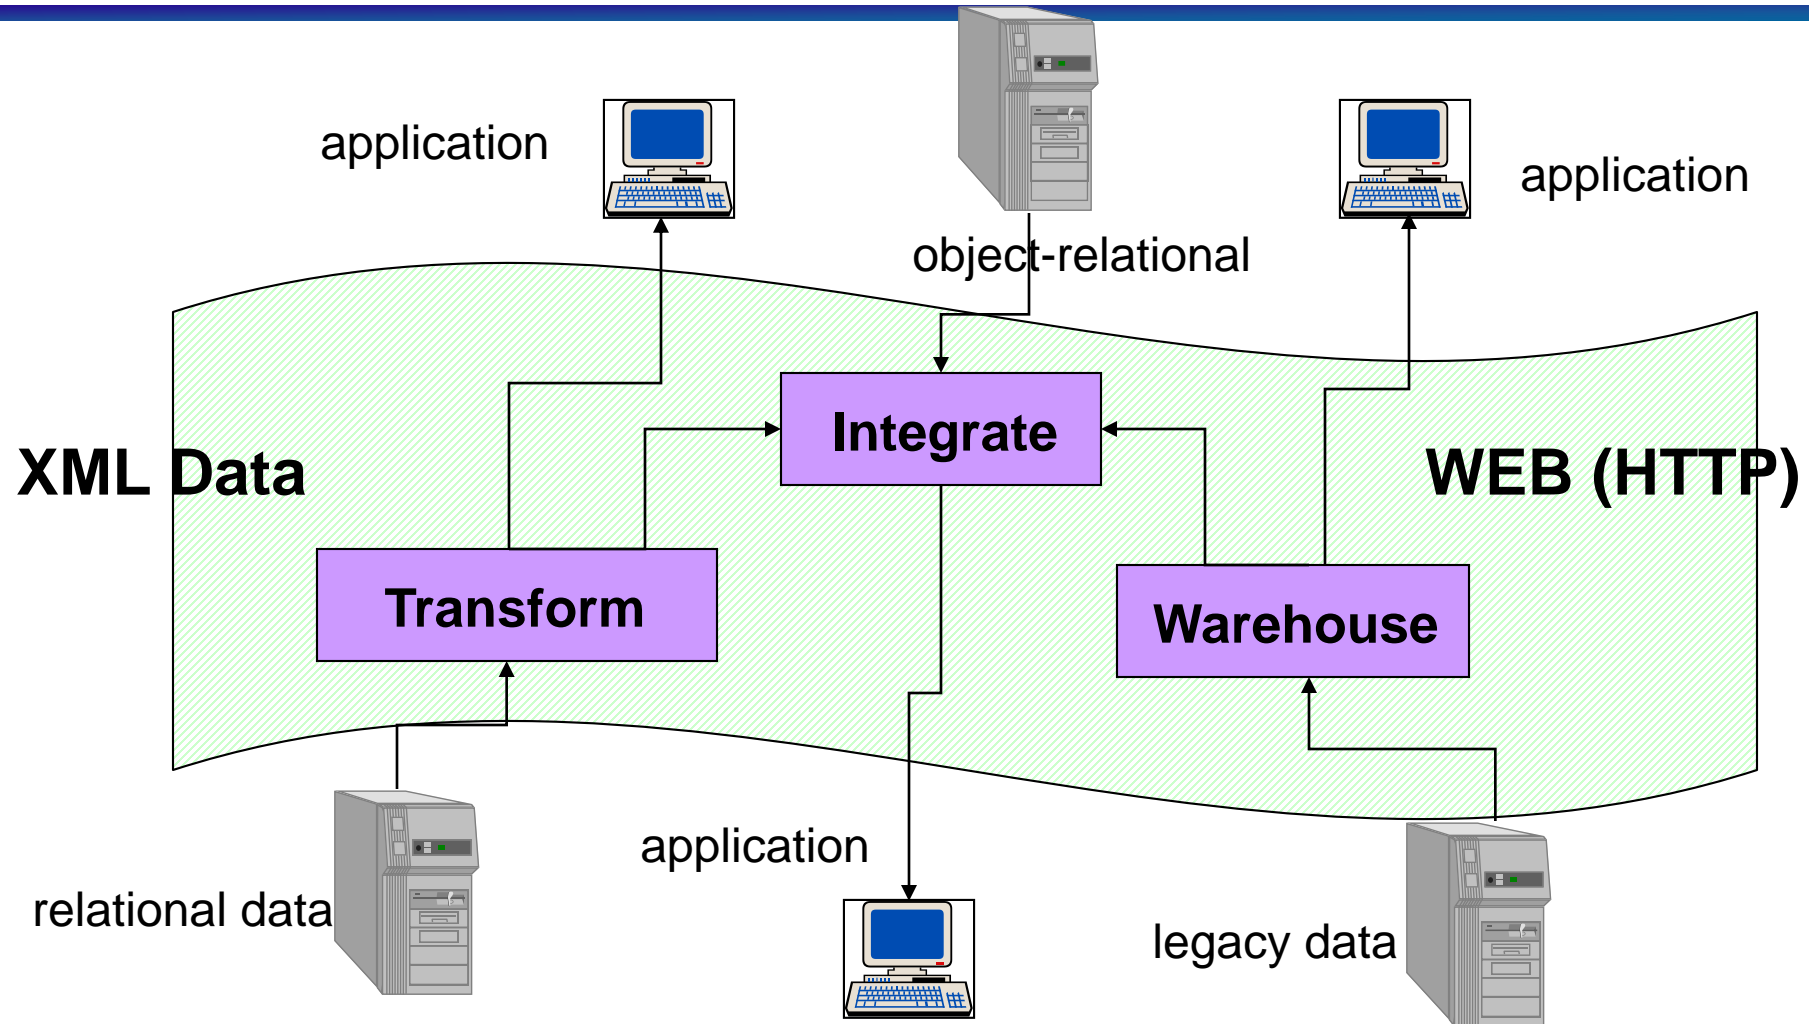 application
application
object-relational
Integrate
XML Data
WEB (HTTP)
Transform
Warehouse
application
relational data
legacy data